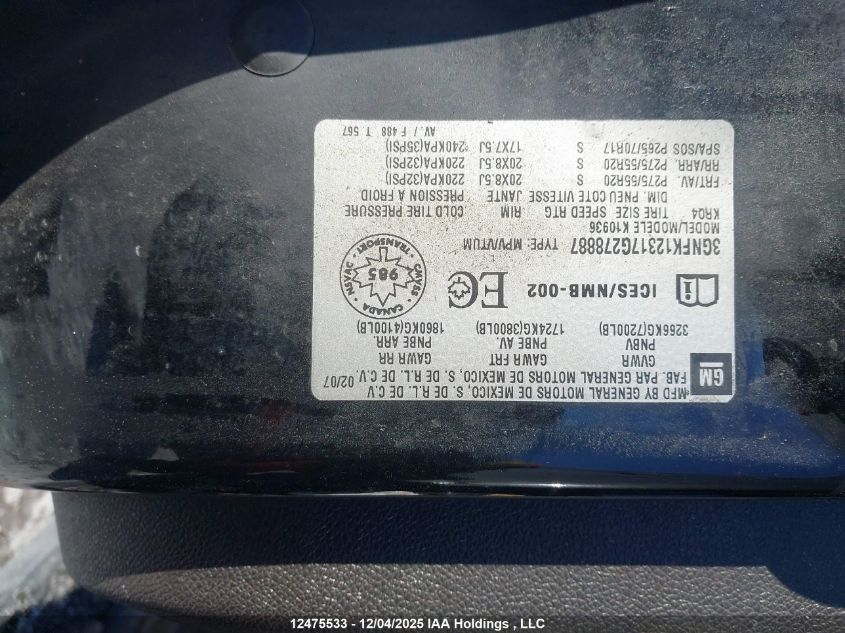 MFD BY GENERAL MOTORS DE MEXICO, S. DE R.L. DE C.V
FAB. PAR GENERAL MOTORS DE MEXICO, S. DE R.L. DE C.V. 02/07
GM
GVWR GAWR FRT GAWR RR
PNBV PNBE AV. PNBE ARR.
3266KG(7200LB) 1724KG(3800LB) 1860KG(4100LB)
ICES/NMB-002 EC
CANADA CMVSS TRANSPORT NSVAC 985
3GNFK12317G278887 TYPE: MPV/VTUM
MODEL/MODELE K10936
KRQ4 TIRE SIZE SPEED RTG RIM COLD TIRE PRESSURE
DIM. PNEU COTE VITESSE JANTE PRESSION A FROID
FRT/AV. P275/55R20 S 20X8.5J 220KPA(32PSI)
RR/ARR. P275/55R20 S 20X8.5J 220KPA(32PSI)
SPA/SOS P265/70R17 S 17X7.5J 240KPA(35PSI)
AV. / F 488 T 567
12475533 - 12/04/2025 IAA Holdings , LLC